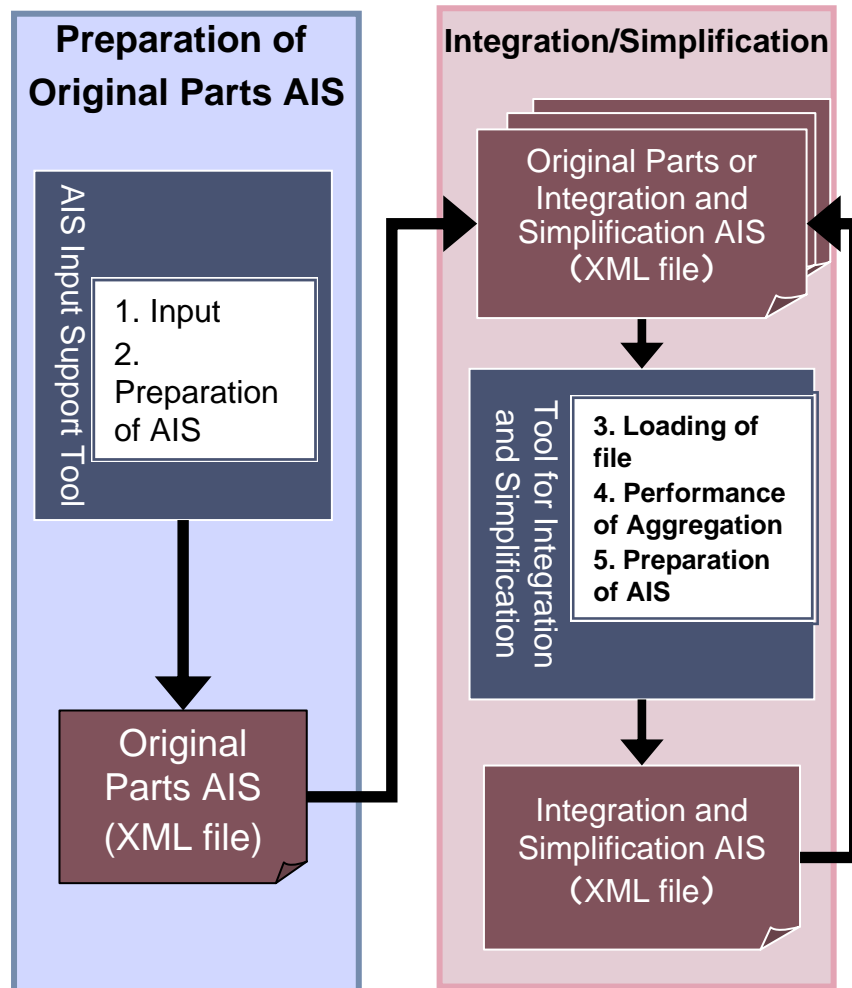 Preparation of
Original Parts AIS
AIS Input Support Tool
1. Input
2.
Preparation
of AIS
Original
Parts AIS
(XML file)
Integration/Simplification
Original Parts or
Integration and
Simplification AIS
（XML file）
Tool for Integration
and Simplification
3. Loading of
file
4. Performance
of Aggregation
5. Preparation
of AIS
Integration and
Simplification AIS
（XML file）